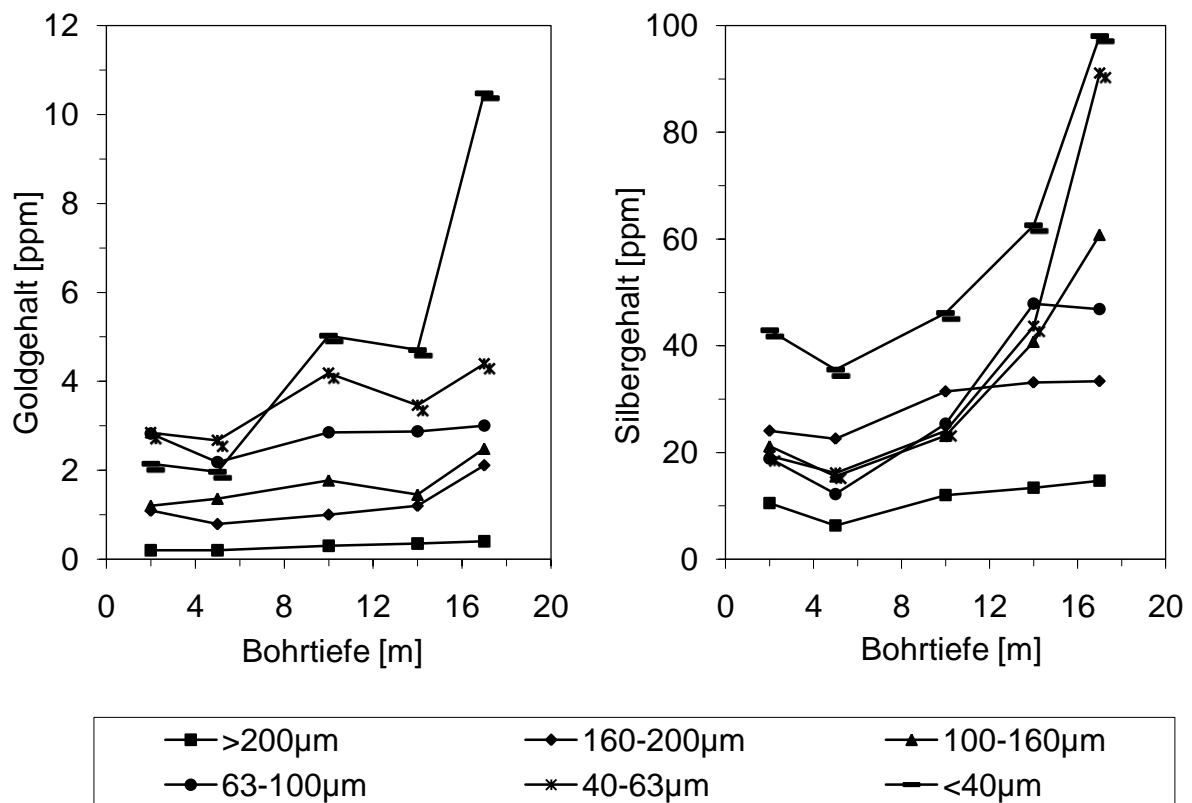 12
10
8
6
4
2
0
Goldgehalt [ppm]
0 4 8 12 16 20
Bohrtiefe [m]
100
80
60
40
20
0
Silbergehalt [ppm]
0 4 8 12 16 20
Bohrtiefe [m]
>200µm 160-200µm 100-160µm
63-100µm 40-63µm <40µm